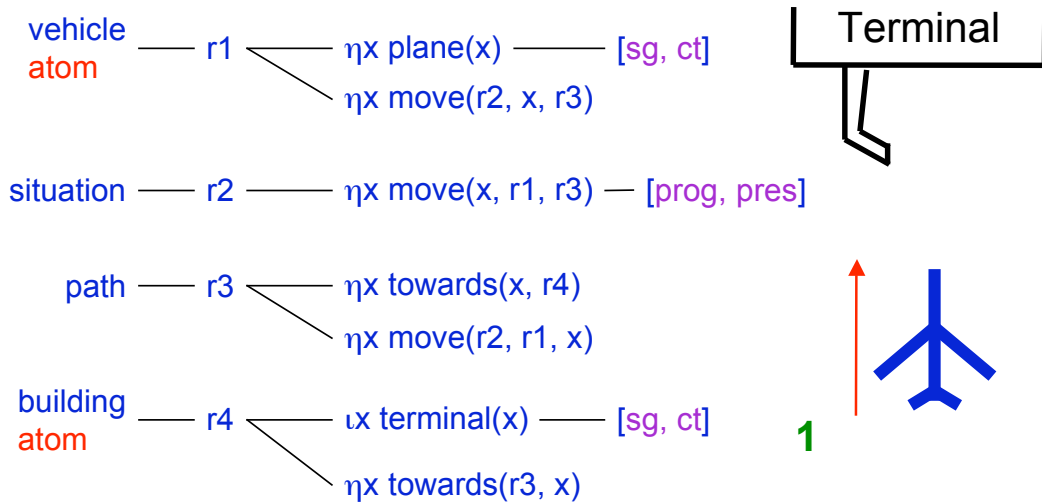 vehicle
atom
r1
ηx plane(x)
[sg, ct]
ηx move(r2, x, r3)
situation
r2
ηx move(x, r1, r3)
[prog, pres]
path
r3
ηx towards(x, r4)
ηx move(r2, r1, x)
building
atom
r4
ιx terminal(x)
[sg, ct]
ηx towards(r3, x)
Terminal
1